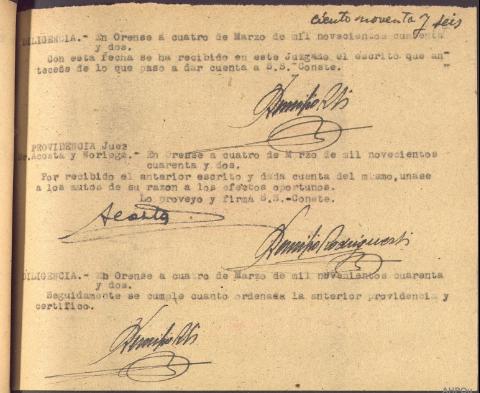 ciento noventa y seis
DILIGENCIA.- En Orense a cuatro de Marzo de mil novecientos cuarenta
y dos.
Con esta fecha se ha recibido en este Juzgado el escrito que an-
tecede de lo que paso a dar cuenta a S.S.-Conste.
PROVIDENCIA Juez
Sr. Acosta y Noriega.- En Orense a cuatro de Marzo de mil novecientos
cuarenta y dos.
Por recibido el anterior escrito y dada cuenta del mismo, unase
a los autos de su razon a los efectos oportunos.
Lo proveyo y firma S.S.-Conste.
Acosta
DILIGENCIA.- En Orense a cuatro de Marzo de mil novenientos cuarenta
y dos.
Seguidamente se cumple cuanto ordenada la anterior providencia y
certifico.